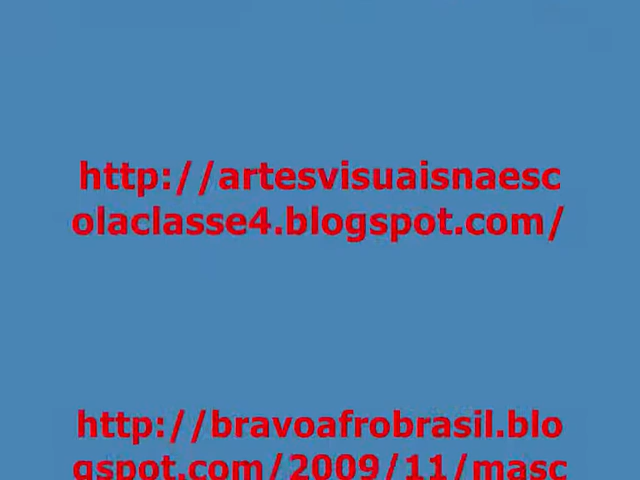 http://artesvisuaisnaesc
olaclasse4.blogspot.com/
http://bravoafrobrasil.blo
gspot.com/2009/11/masc